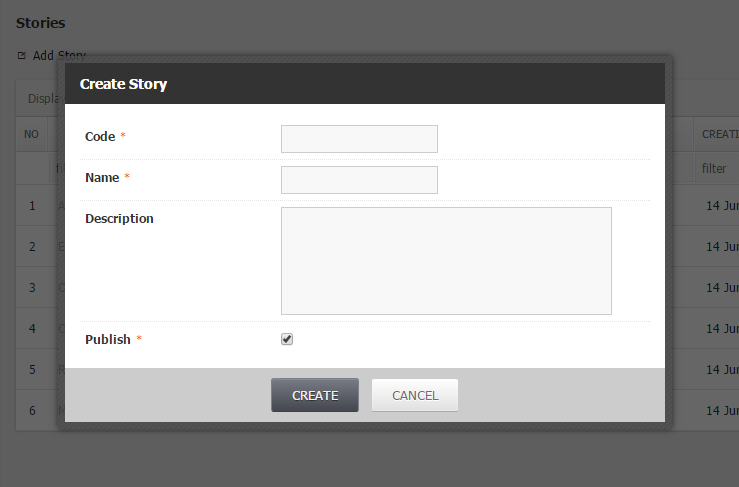 Stories
Add Story
Displa
Create Story
NO
CREATI
Code *
filter
Name *
1
14 Jun
Description
2
14 Jun
3
14 Jun
4
14 Jun
Publish *
5
14 Jun
CREATE
CANCEL
6
14 Jun